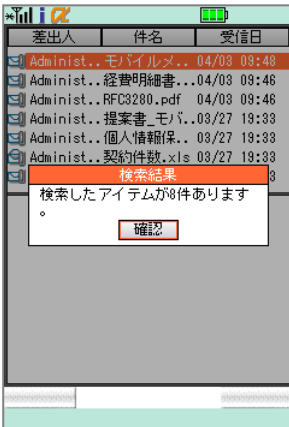 i α
差出人 件名 受信日
Administ..モバイルメ.. 04/03 09:48
Administ..経費明細書...04/03 09:46
Administ..RFC3280.pdf 04/03 09:46
Administ..提案書_モバ..03/27 19:33
Administ..個人情報保.. 03/27 19:33
Administ..契約件数.xls 03/27 19:33
3
検索結果
検索したアイテムが8件あります
。
確認